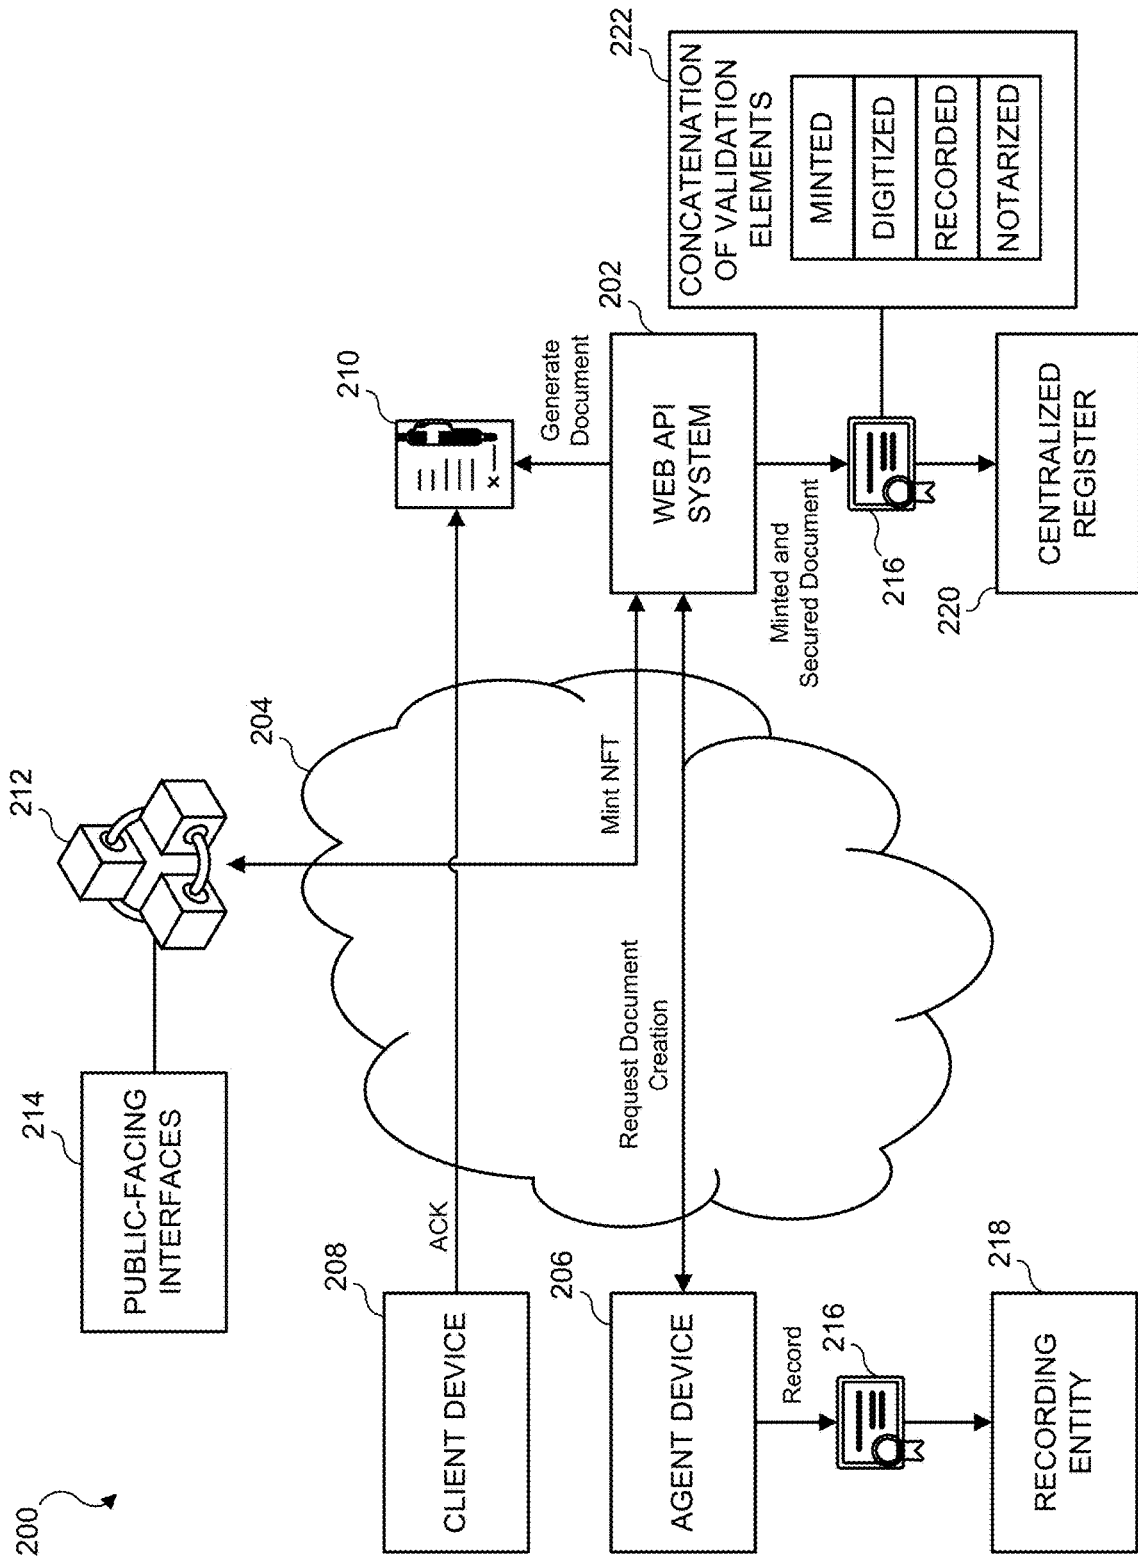 200
PUBLIC-FACING
INTERFACES
214
212
204
CLIENT DEVICE
208
ACK
210
x
AGENT DEVICE
206
Request Document
Creation
Mint NFT
Generate
Document
WEB API
SYSTEM
202
Record
216
RECORDING
ENTITY
218
Minted and
Secured Document
216
CENTRALIZED
REGISTER
220
222
CONCATENATION
OF VALIDATION
ELEMENTS
MINTED
DIGITIZED
RECORDED
NOTARIZED